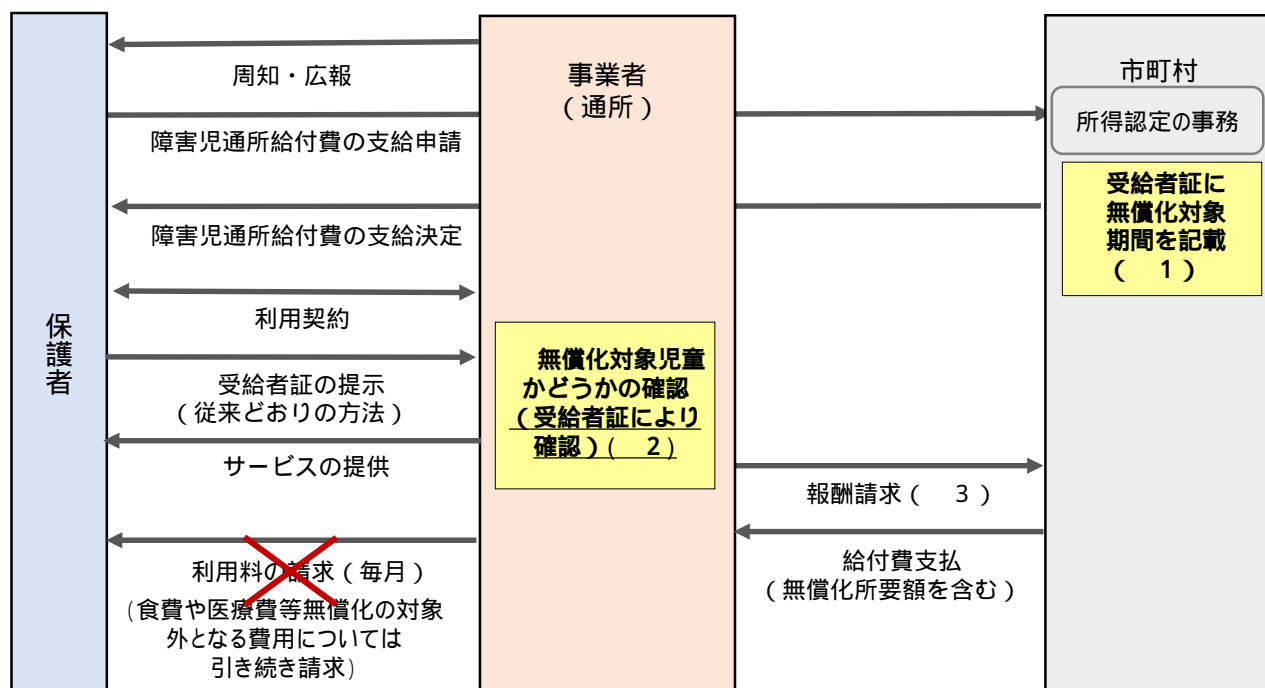 保護者
周知・広報
障害児通所給付費の支給申請
障害児通所給付費の支給決定
利用契約
受給者証の提示
（従来どおりの方法）
サービスの提供
利用料の請求（毎月）
(食費や医療費等無償化の対象
外となる費用については
引き続き請求)
事業者
（通所）
無償化対象児童
かどうかの確認
（受給者証により
確認）(　2）
報酬請求（　3）
給付費支払
（無償化所要額を含む）
市町村
所得認定の事務
受給者証に
無償化対象
期間を記載
（　1）